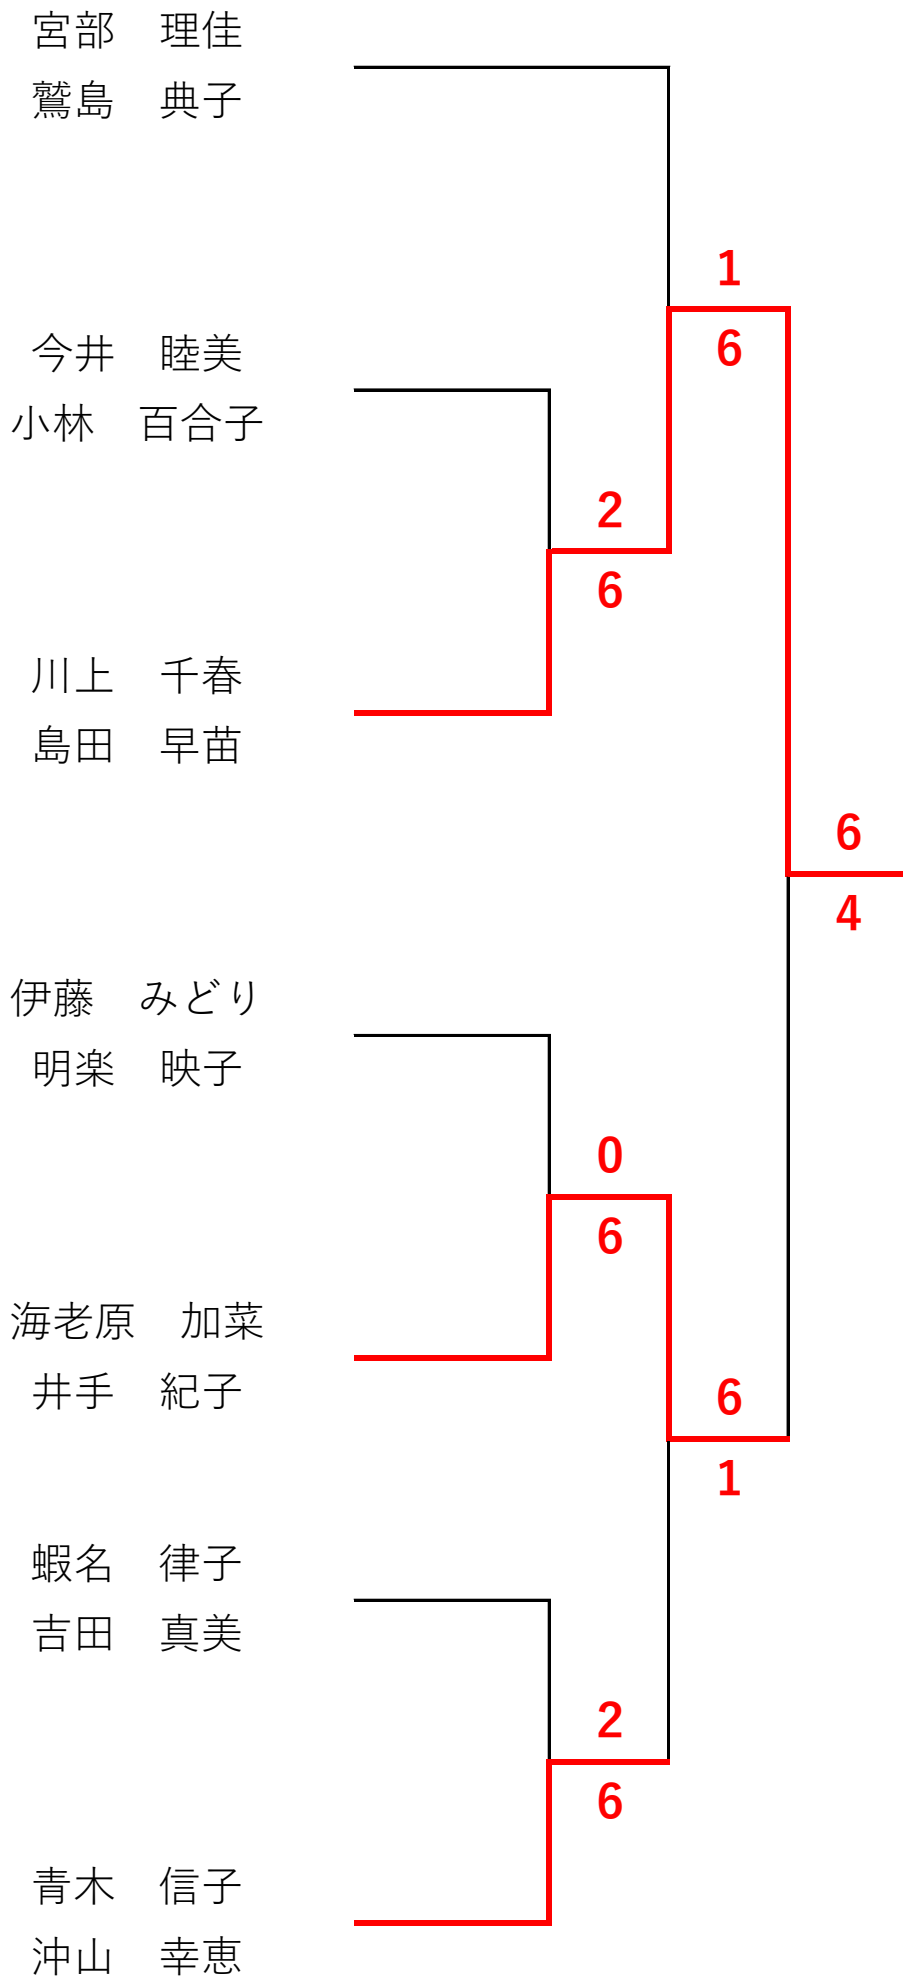 宮部　理佳
鷲島　典子
1
6
今井　睦美
小林　百合子
2
6
川上　千春
島田　早苗
6
4
伊藤　みどり
明楽　映子
0
6
海老原　加菜
井手　紀子
6
1
蝦名　律子
吉田　真美
2
6
青木　信子
沖山　幸恵